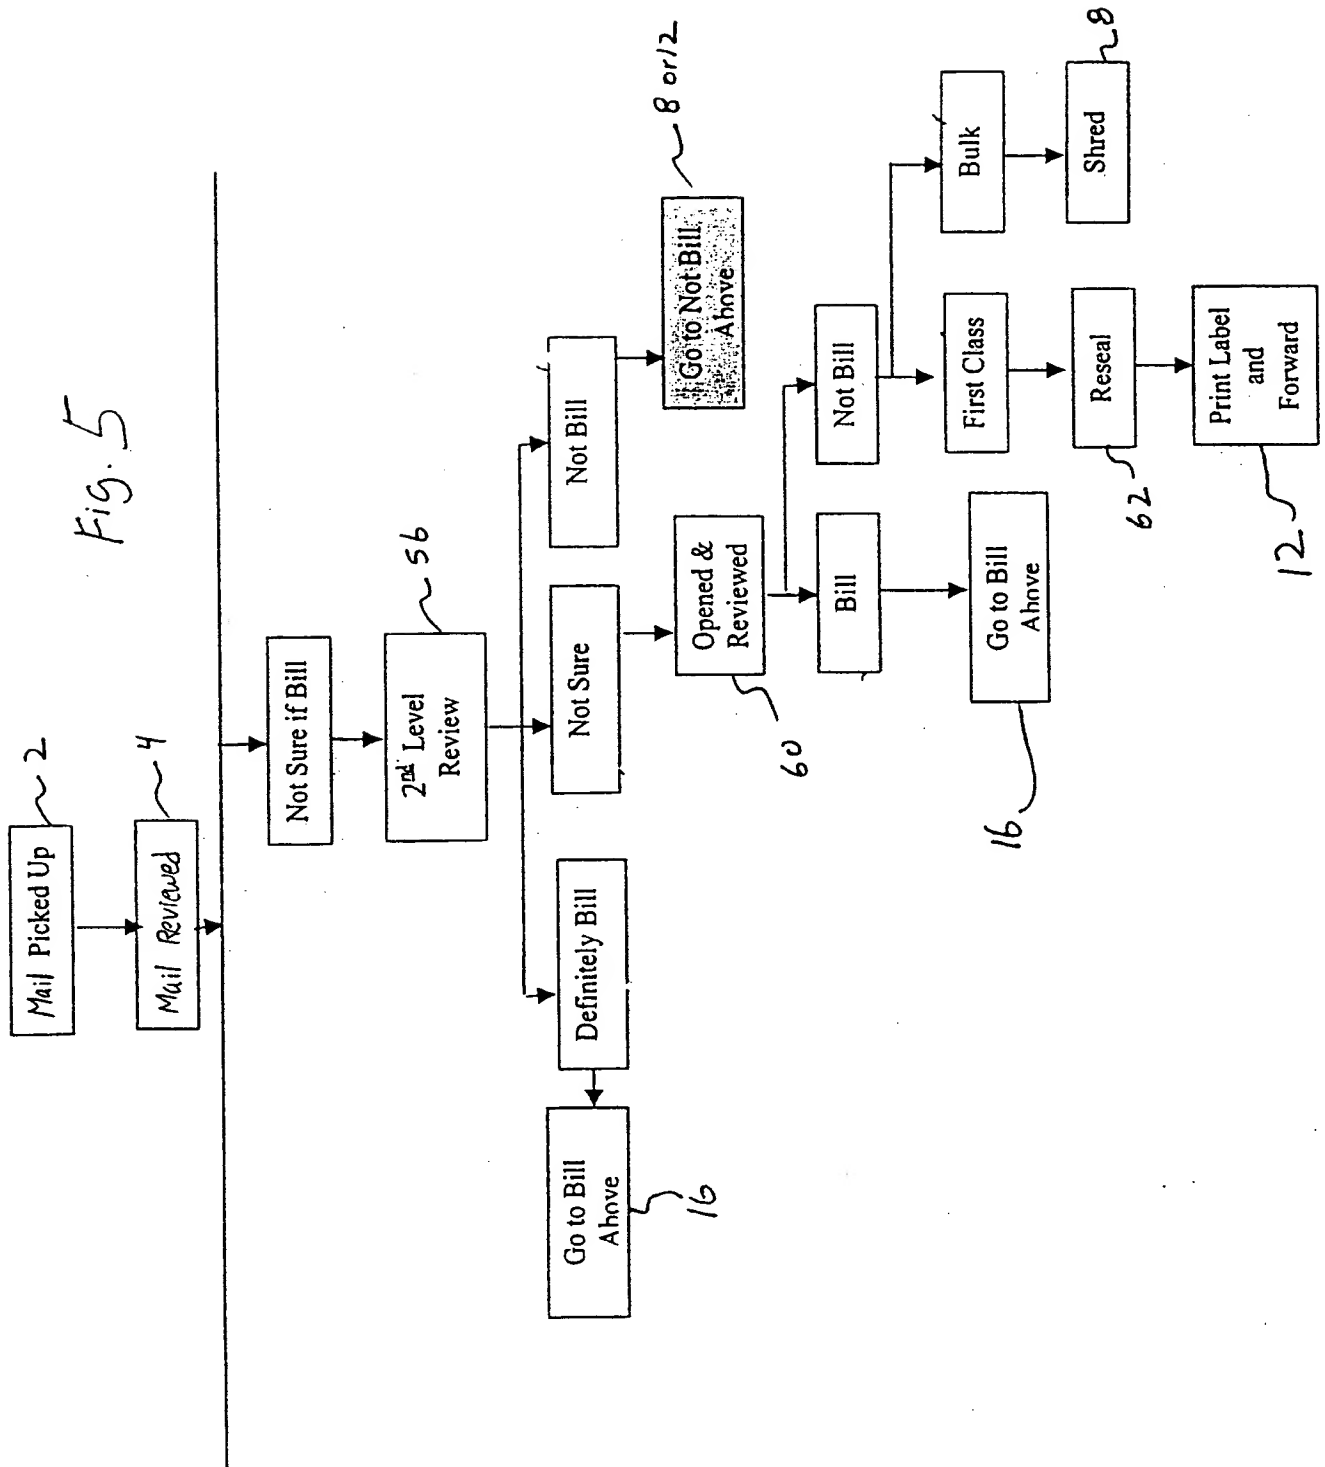 Fig. 5
Mail Picked Up
2
Mail Reviewed
4
Not Sure if Bill
2nd Level
Review
56
Definitely Bill
Not Sure
Not Bill
Go to Bill
Above
16
Opened &
Reviewed
60
Go to Not Bill
Above
8 or 12
Bill
Not Bill
Go to Bill
Above
16
First Class
Bulk
Reseal
62
Shred
8
Print Label
and
Forward
12